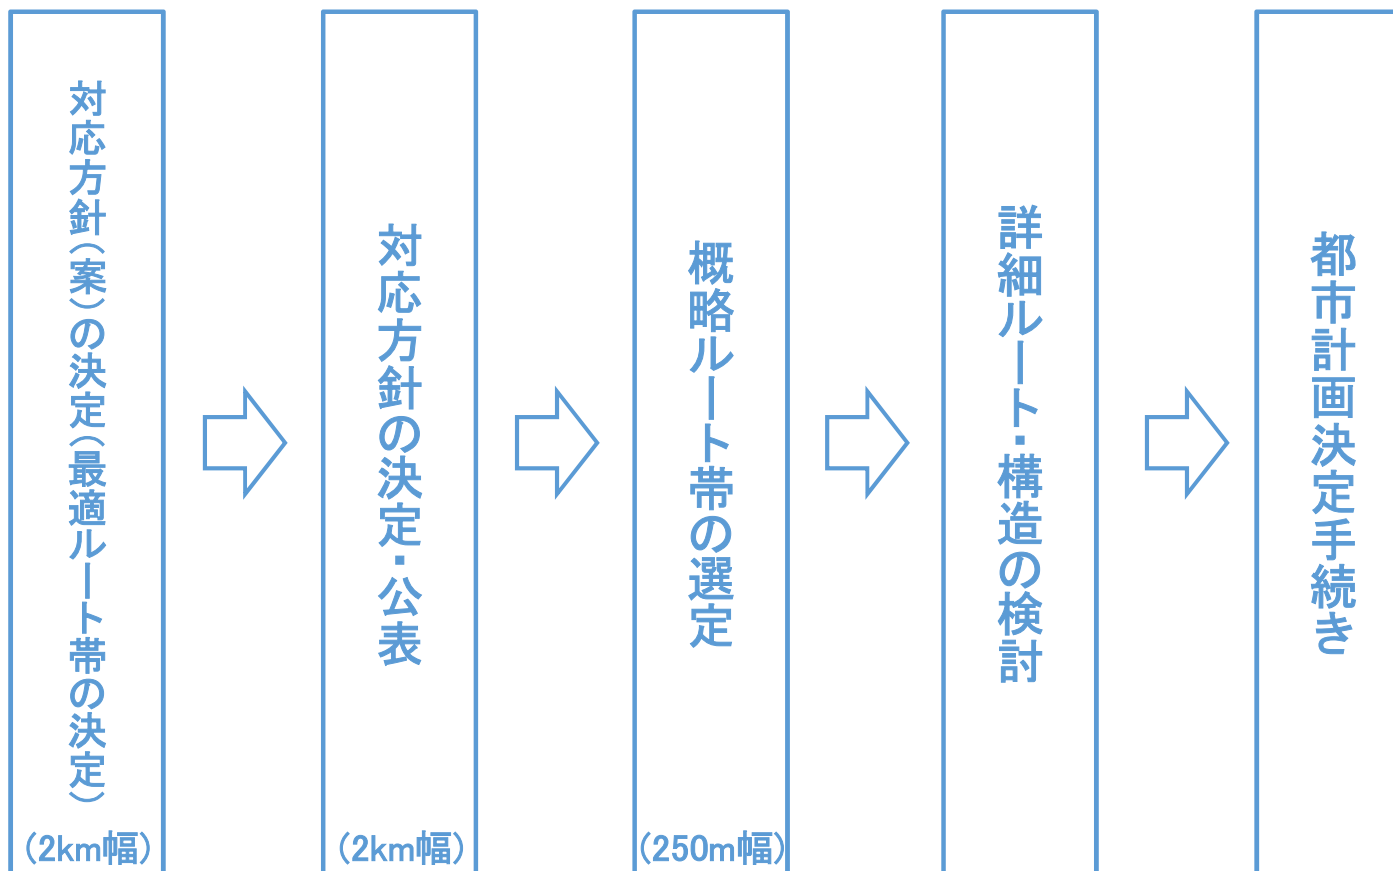 対応方針（案）の決定（最適ルート帯の決定）
（2km幅）
対応方針の決定・公表
（2km幅）
概略ルート帯の選定
（250m幅）
詳細ルート・構造の検討
都市計画決定手続き